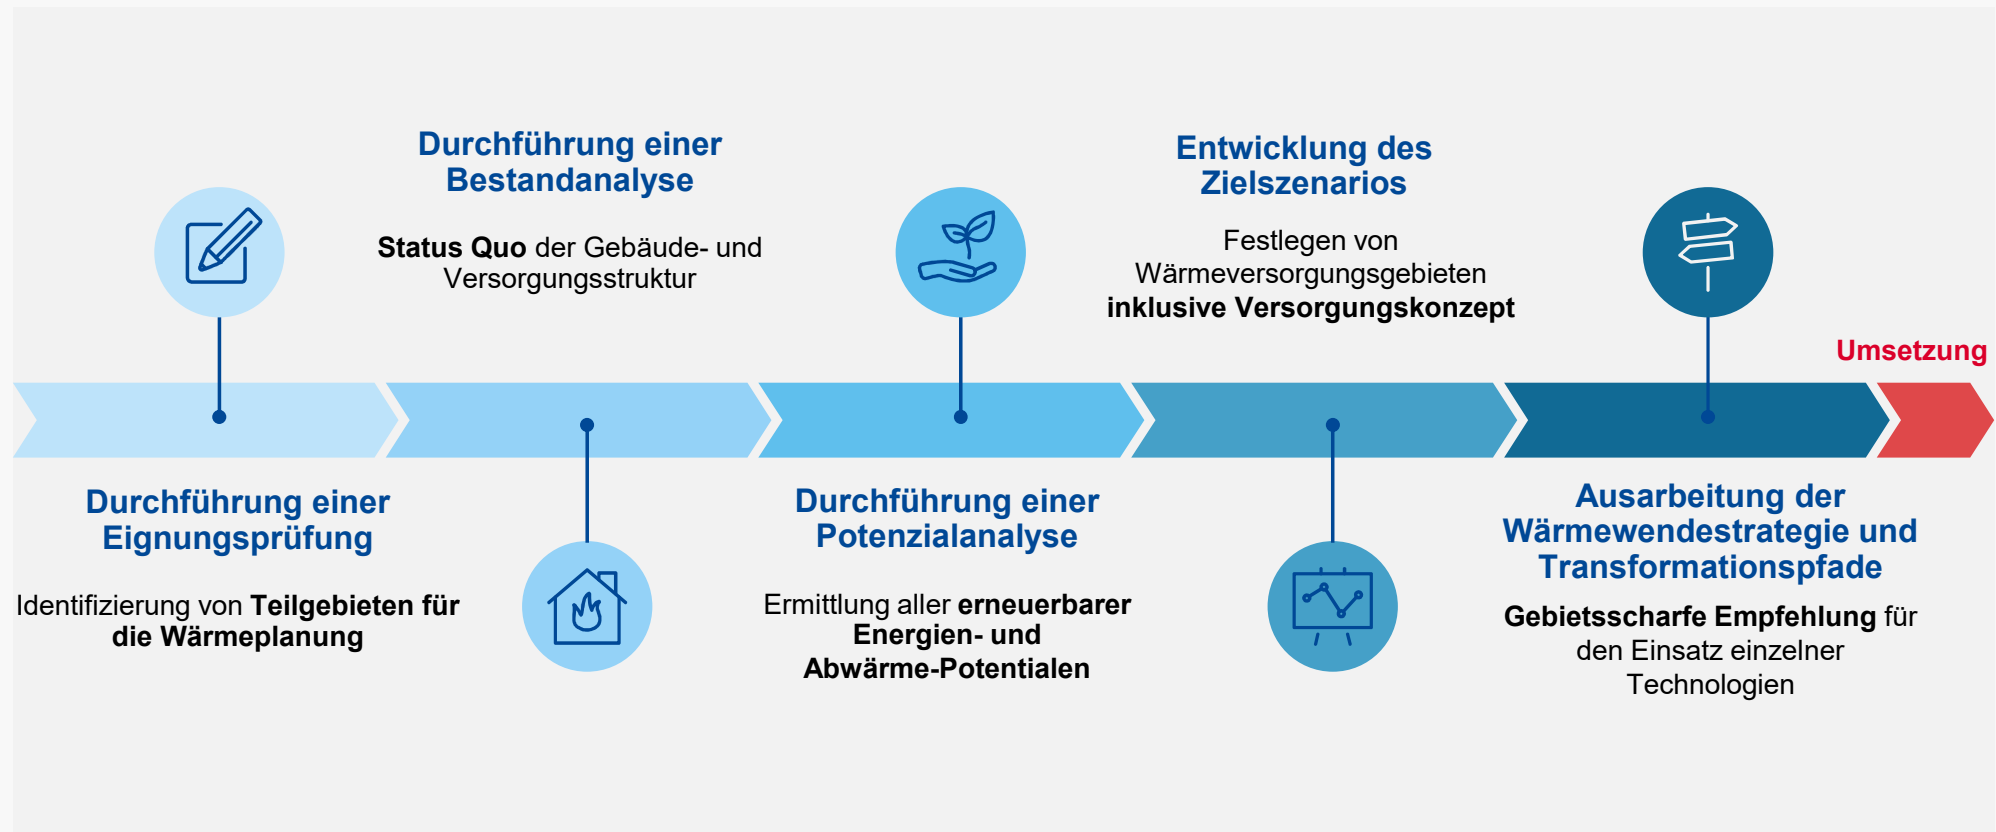 Durchführung einer
Eignungsprüfung
Identifizierung von Teilgebieten für
die Wärmeplanung
Durchführung einer
Bestandanalyse
Status Quo der Gebäude- und
Versorgungsstruktur
Durchführung einer
Potenzialanalyse
Ermittlung aller erneuerbarer
Energien- und
Abwärme-Potentialen
Entwicklung des
Zielszenarios
Festlegen von
Wärmeversorgungsgebieten
inklusive Versorgungskonzept
Ausarbeitung der
Wärmewendestrategie und
Transformationspfade
Gebietsscharfe Empfehlung für
den Einsatz einzelner
Technologien
Umsetzung